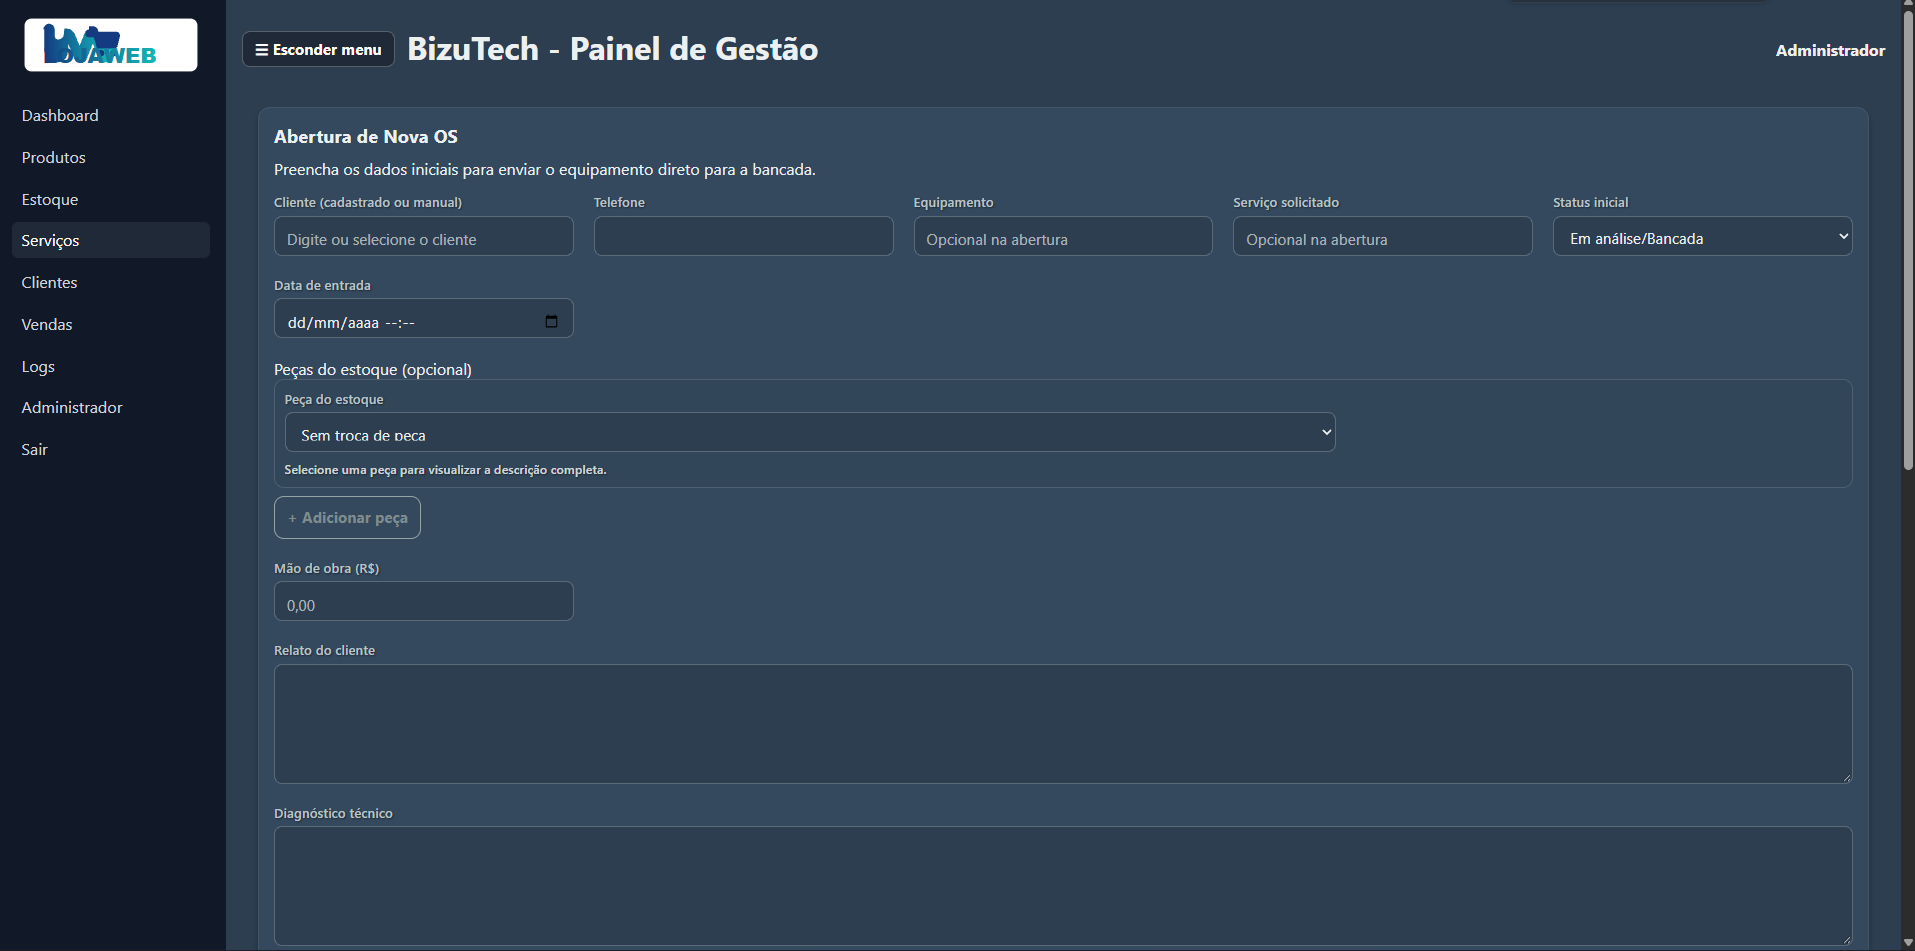 ☰ Esconder menu
BizuTech - Painel de Gestão
Administrador
Dashboard
Produtos
Estoque
Serviços
Clientes
Vendas
Logs
Administrador
Sair
Abertura de Nova OS
Preencha os dados iniciais para enviar o equipamento direto para a bancada.
Cliente (cadastrado ou manual)
Digite ou selecione o cliente
Telefone
Equipamento
Opcional na abertura
Serviço solicitado
Opcional na abertura
Status inicial
Em análise/Bancada
Data de entrada
dd/mm/aaaa --:--
Peças do estoque (opcional)
Peça do estoque
Sem troca de peça
Selecione uma peça para visualizar a descrição completa.
+ Adicionar peça
Mão de obra (R$)
0,00
Relato do cliente
Diagnóstico técnico